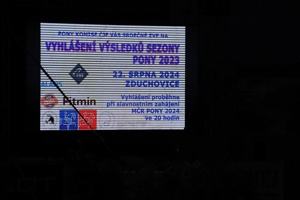 PONY KOMISE ČJF VÁS SRDEČNĚ ZVE NA
VYHLÁŠENÍ VÝSLEDKŮ SEZONY
PONY 2023
22. SRPNA 2024
ZDUCHOVICE
Pitmin
Vyhlášení proběhne
při slavnostním zahájení
MČR PONY 2024
ve 20 hodin